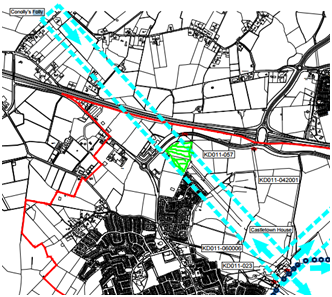 Conolly's Folly
KD011-057
KD011-042001
Castletown House
KD011-060006
KD011-023